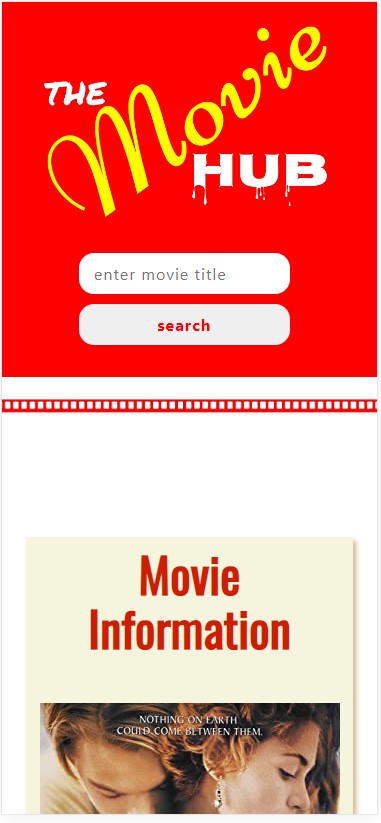 THE
Movie
HUB
enter movie title
search
Movie
Information
NOTHING ON EARTH
COULD COME BETWEEN THEM.